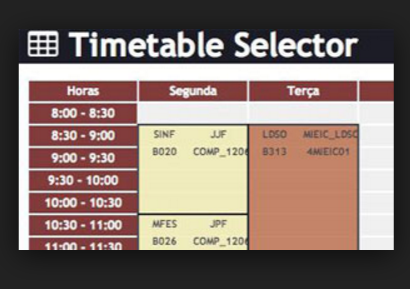 Timetable Selector
Horas Segunda Terça
8:00 - 8:30
8:30 - 9:00 SINF JJF LDSO MIEIC_LDSO
9:00 - 9:30 B020 COMP_1206 B313 4MIEIC01
9:30 - 10:00
10:00 - 10:30
10:30 - 11:00 MFES JPF
11:00 - 11:30 B026 COMP_1206